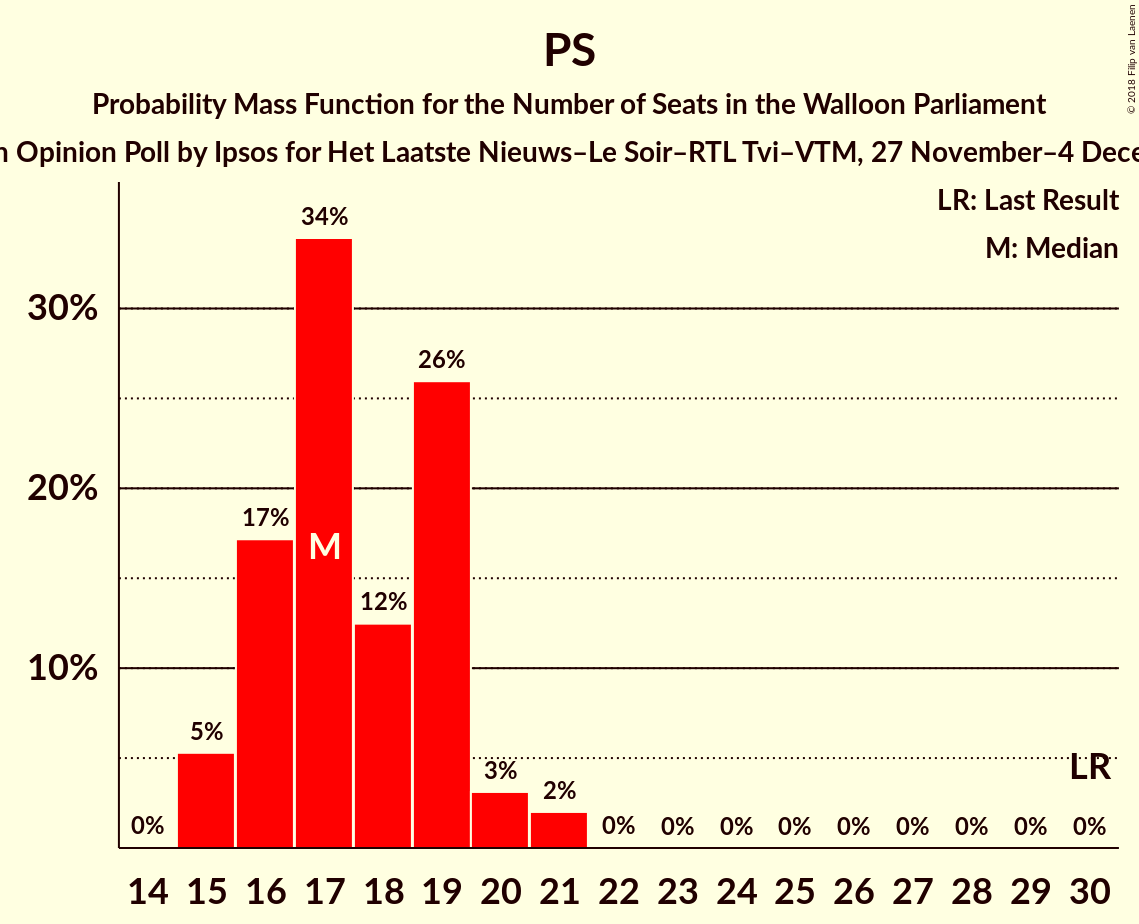 PS
Probability Mass Function for the Number of Seats in the Walloon Parliament
Opinion Poll by Ipsos for Het Laatste Nieuws–Le Soir–RTL Tvi–VTM, 27 November–4
© 2018 Filip van Laenen
LR: Last Result
M: Median
34%
30%
26%
20%
17%
M
12%
10%
5%
LR
3%
2%
0% 0% 0% 0% 0% 0% 0% 0% 0% 0%
14 15 16 17 18 19 20 21 22 23 24 25 26 27 28 29 30